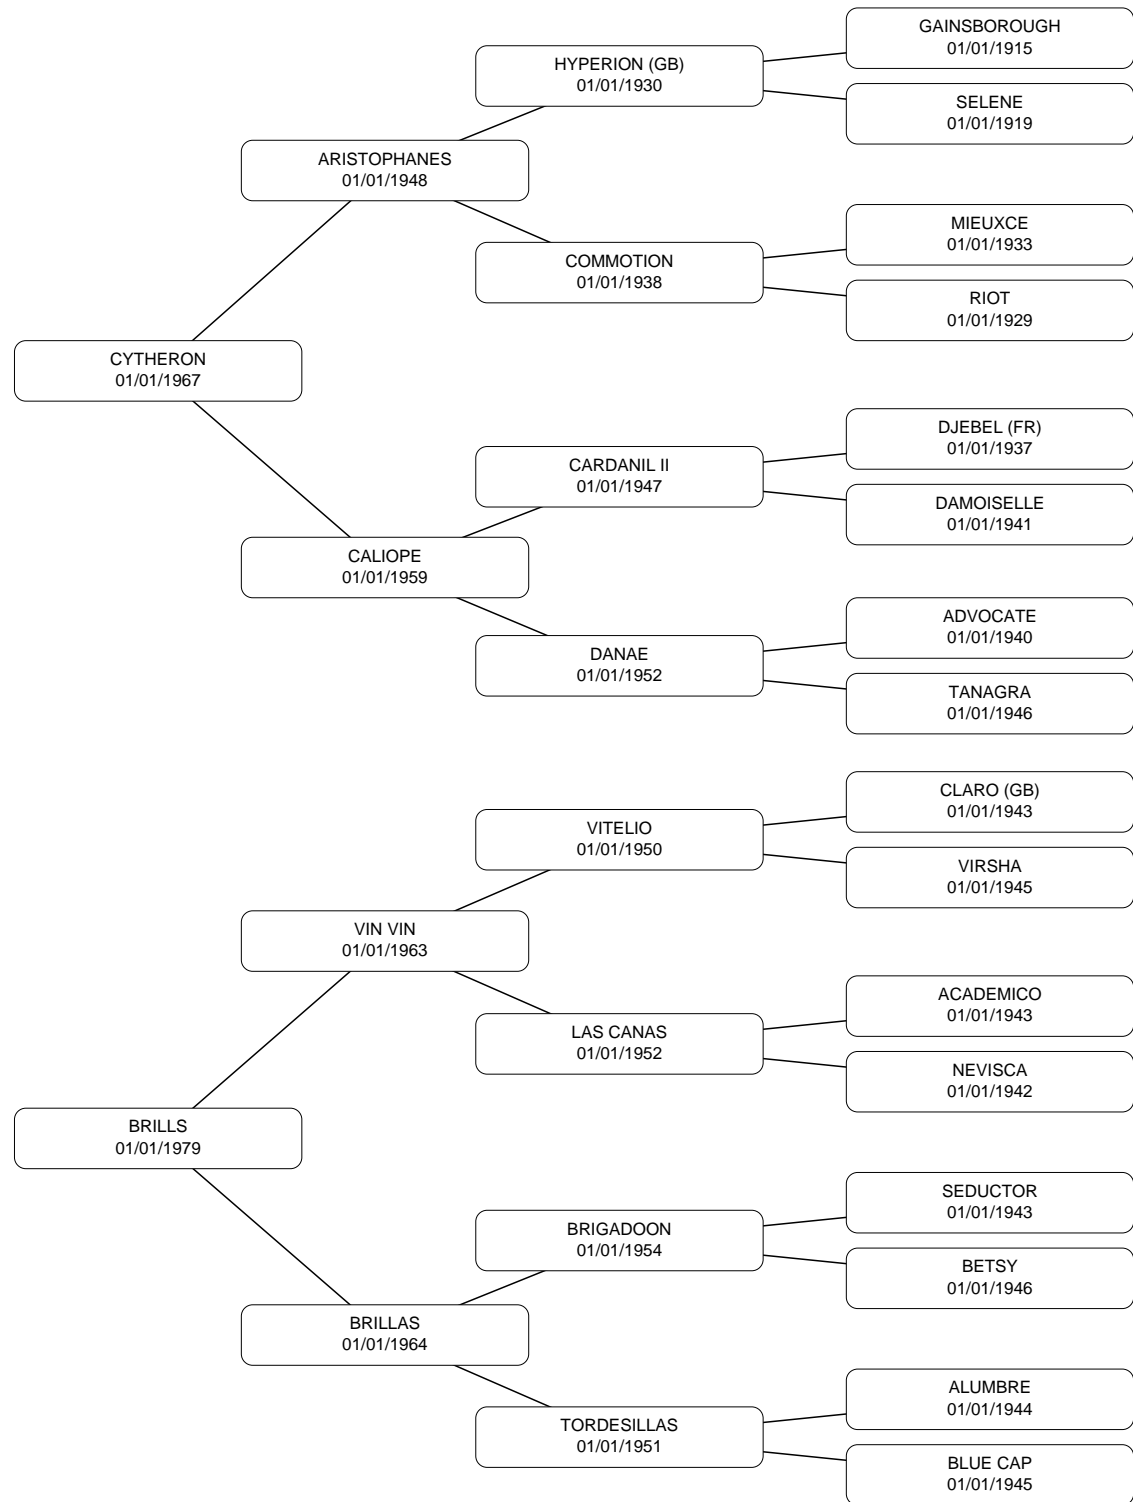 GAINSBOROUGH
01/01/1915
HYPERION (GB)
01/01/1930
SELENE
01/01/1919
ARISTOPHANES
01/01/1948
MIEUXCE
01/01/1933
COMMOTION
01/01/1938
RIOT
01/01/1929
CYTHERON
01/01/1967
DJEBEL (FR)
01/01/1937
CARDANIL II
01/01/1947
DAMOISELLE
01/01/1941
CALIOPE
01/01/1959
ADVOCATE
01/01/1940
DANAE
01/01/1952
TANAGRA
01/01/1946
CLARO (GB)
01/01/1943
VITELIO
01/01/1950
VIRSHA
01/01/1945
VIN VIN
01/01/1963
ACADEMICO
01/01/1943
LAS CANAS
01/01/1952
NEVISCA
01/01/1942
BRILLS
01/01/1979
SEDUCTOR
01/01/1943
BRIGADOON
01/01/1954
BETSY
01/01/1946
BRILLAS
01/01/1964
ALUMBRE
01/01/1944
TORDESILLAS
01/01/1951
BLUE CAP
01/01/1945